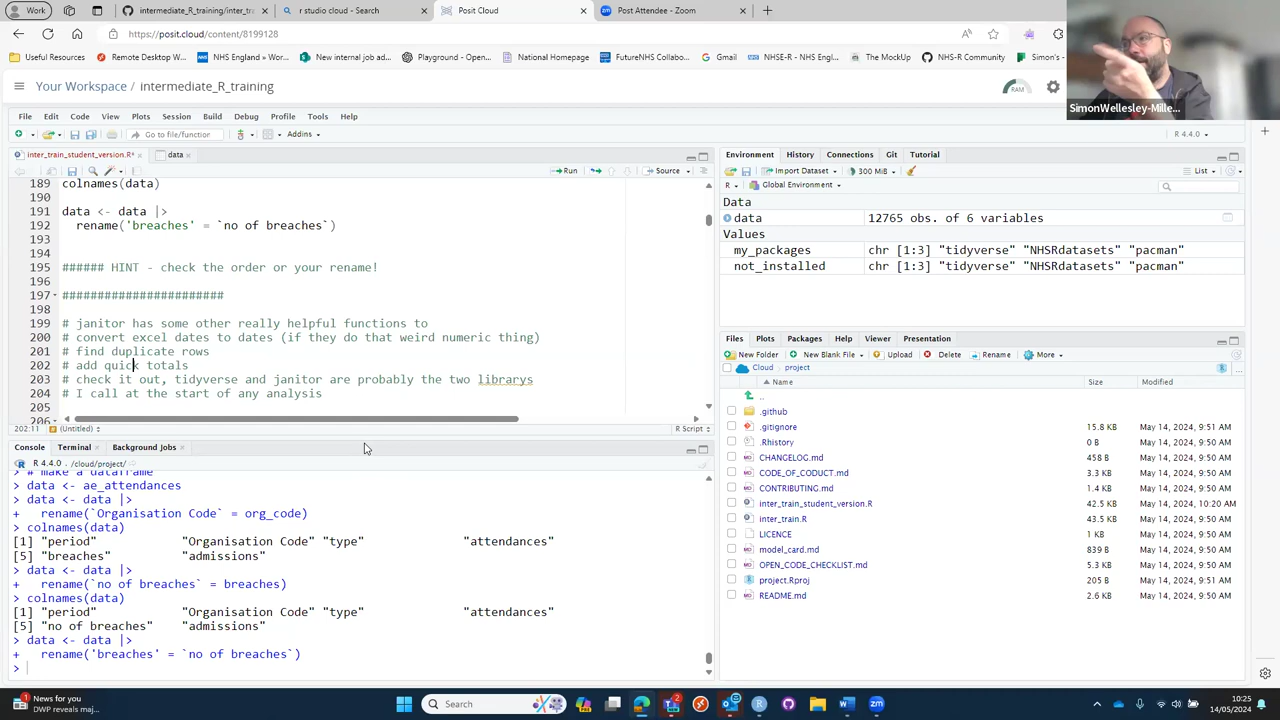 Work
intermediate_R_training/inter_tra
r studio cloud - Search
Posit Cloud
Post Attendee - Zoom
https://posit.cloud/content/8199128
Useful Resources
Remote Desktop W...
NHS England » Wor...
New internal job ad...
Playground - Open...
National Homepage
FutureNHS Collabo...
Gmail
NHSE-R - NHS Engl...
The MockUp
NHS-R Community
Simon's -
Your Workspace / intermediate_R_training
RAM
SimonWellesley-Mille...
File Edit Code View Plots Session Build Debug Profile Tools Help
Go to file/function
Addins
R 4.4.0
inter_train_student_version.R*
data
Run
Source
189 colnames(data)
190
191 data <- data |>
192 rename('breaches' = `no of breaches`)
193
194
195 ###### HINT - check the order or your rename!
196
197 #######################
198
199 # janitor has some other really helpful functions to
200 # convert excel dates to dates (if they do that weird numeric thing)
201 # find duplicate rows
202 # add quick totals
203 # check it out, tidyverse and janitor are probably the two librarys
204 # I call at the start of any analysis
205
206
202:11 (Untitled) R Script
Console Terminal Background Jobs
R 4.4.0 . /cloud/project/
> # make a dataframe
> data <- ae_attendances
> data <- data |>
+ rename(`Organisation Code` = org_code)
> colnames(data)
[1] "period" "Organisation Code" "type" "attendances"
[5] "breaches" "admissions"
> data <- data |>
+ rename(`no of breaches` = breaches)
> colnames(data)
[1] "period" "Organisation Code" "type" "attendances"
[5] "no of breaches" "admissions"
> data <- data |>
+ rename('breaches' = `no of breaches`)
>
Environment History Connections Git Tutorial
Import Dataset 300 MiB List
R Global Environment
Data
data 12765 obs. of 6 variables
Values
my_packages chr [1:3] "tidyverse" "NHSRdatasets" "pacman"
not_installed chr [1:3] "tidyverse" "NHSRdatasets" "pacman"
Files Plots Packages Help Viewer Presentation
New Folder New Blank File Upload Delete Rename More
Cloud project
Name Size Modified
..
.github
.gitignore 15.8 KB May 14, 2024, 9:51 AM
.Rhistory 0 B May 14, 2024, 9:51 AM
CHANGELOG.md 458 B May 14, 2024, 9:50 AM
CODE_OF_CODUCT.md 3.3 KB May 14, 2024, 9:50 AM
CONTRIBUTING.md 1.4 KB May 14, 2024, 9:50 AM
inter_train_student_version.R 42.5 KB May 14, 2024, 10:20 AM
inter_train.R 43.5 KB May 14, 2024, 9:50 AM
LICENCE 1 KB May 14, 2024, 9:50 AM
model_card.md 839 B May 14, 2024, 9:50 AM
OPEN_CODE_CHECKLIST.md 5.3 KB May 14, 2024, 9:50 AM
project.Rproj 205 B May 14, 2024, 9:51 AM
README.md 2.6 KB May 14, 2024, 9:50 AM
1
News for you
DWP reveals maj...
Search
2
10:25
14/05/2024